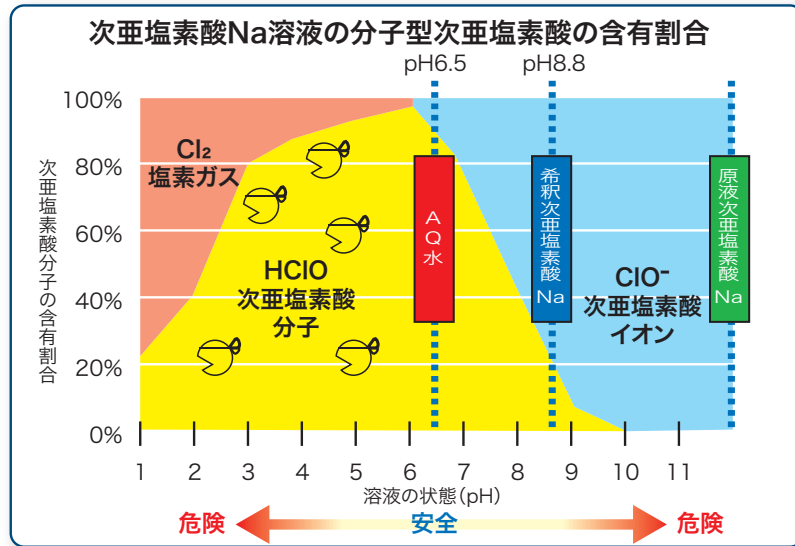 次亜塩素酸Na溶液の分子型次亜塩素酸の含有割合
pH6.5
pH8.8
100%
80%
60%
40%
20%
0%
次亜塩素酸分子の含有割合
Cl₂
塩素ガス
HClO
次亜塩素酸
分子
AQ水
希釈次亜塩素酸Na
ClO⁻
次亜塩素酸
イオン
原液次亜塩素酸Na
1 2 3 4 5 6 7 8 9 10 11
溶液の状態(pH)
危険 安全 危険